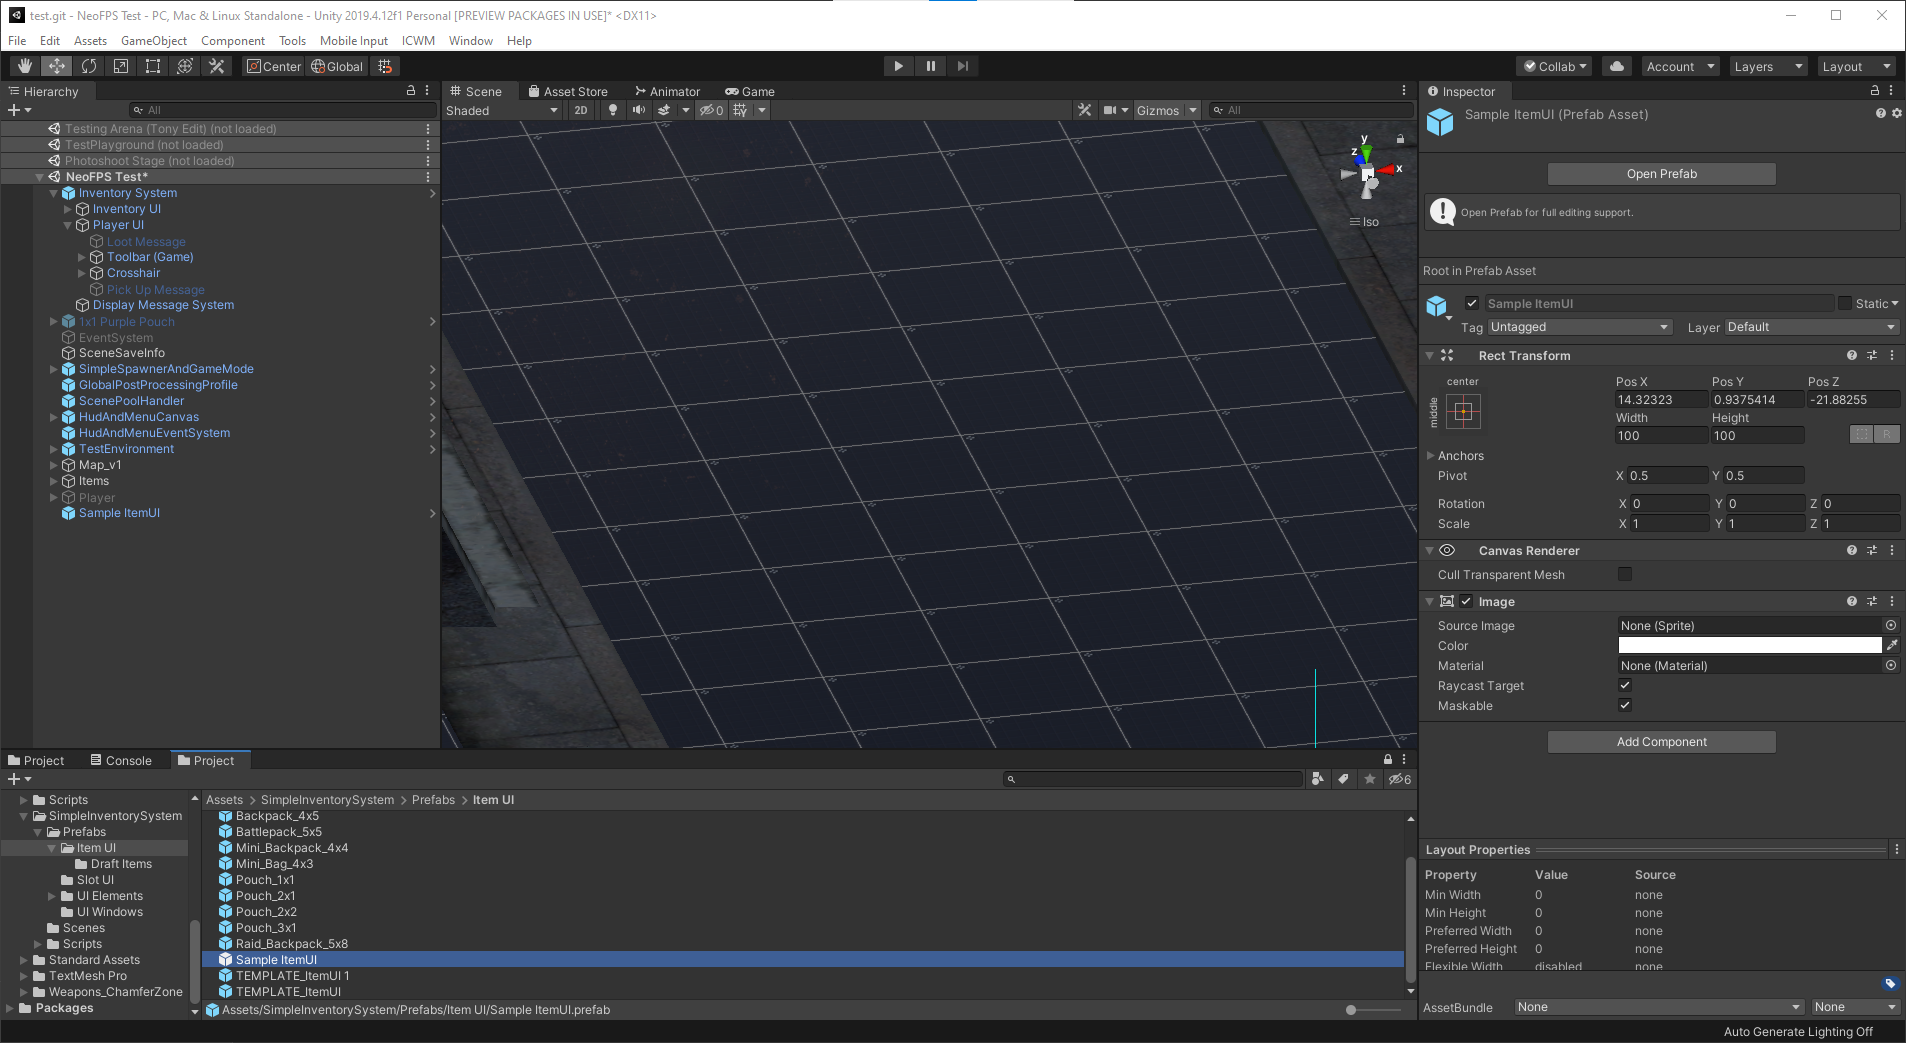 test.git - NeoFPS Test - PC, Mac & Linux Standalone - Unity 2019.4.12f1 Personal [PREVIEW PACKAGES IN USE]* <DX11>
File Edit Assets GameObject Component Tools Mobile Input ICWM Window Help
Center Global Collab Account Layers Layout
Hierarchy
All
Testing Arena (Tony Edit) (not loaded)
TestPlayground (not loaded)
Photoshoot Stage (not loaded)
NeoFPS Test*
Inventory System
Inventory UI
Player UI
Loot Message
Toolbar (Game)
Crosshair
Pick Up Message
Display Message System
1x1 Purple Pouch
EventSystem
SceneSaveInfo
SimpleSpawnerAndGameMode
GlobalPostProcessingProfile
ScenePoolHandler
HudAndMenuCanvas
HudAndMenuEventSystem
TestEnvironment
Map_v1
Items
Player
Sample ItemUI
Scene Asset Store Animator Game
Shaded 2D 0 Gizmos All
y
z
x
Iso
Inspector
Sample ItemUI (Prefab Asset)
Open Prefab
Open Prefab for full editing support.
Root in Prefab Asset
Sample ItemUI Static
Tag Untagged Layer Default
Rect Transform
center
middle
Pos X Pos Y Pos Z
14.32323 0.9375414 -21.88255
Width Height
100 100 R
Anchors
Pivot X 0.5 Y 0.5
Rotation X 0 Y 0 Z 0
Scale X 1 Y 1 Z 1
Canvas Renderer
Cull Transparent Mesh
Image
Source Image None (Sprite)
Color
Material None (Material)
Raycast Target
Maskable
Add Component
Layout Properties
Property Value Source
Min Width 0 none
Min Height 0 none
Preferred Width 0 none
Preferred Height 0 none
Flexible Width disabled none
AssetBundle None None
Project Console Project
6
Scripts
SimpleInventorySystem
Prefabs
Item UI
Draft Items
Slot UI
UI Elements
UI Windows
Scenes
Scripts
Standard Assets
TextMesh Pro
Weapons_ChamferZone
Packages
Assets > SimpleInventorySystem > Prefabs > Item UI
Backpack_4x5
Battlepack_5x5
Mini_Backpack_4x4
Mini_Bag_4x3
Pouch_1x1
Pouch_2x1
Pouch_2x2
Pouch_3x1
Raid_Backpack_5x8
Sample ItemUI
TEMPLATE_ItemUI 1
TEMPLATE_ItemUI
Assets/SimpleInventorySystem/Prefabs/Item UI/Sample ItemUI.prefab
Auto Generate Lighting Off